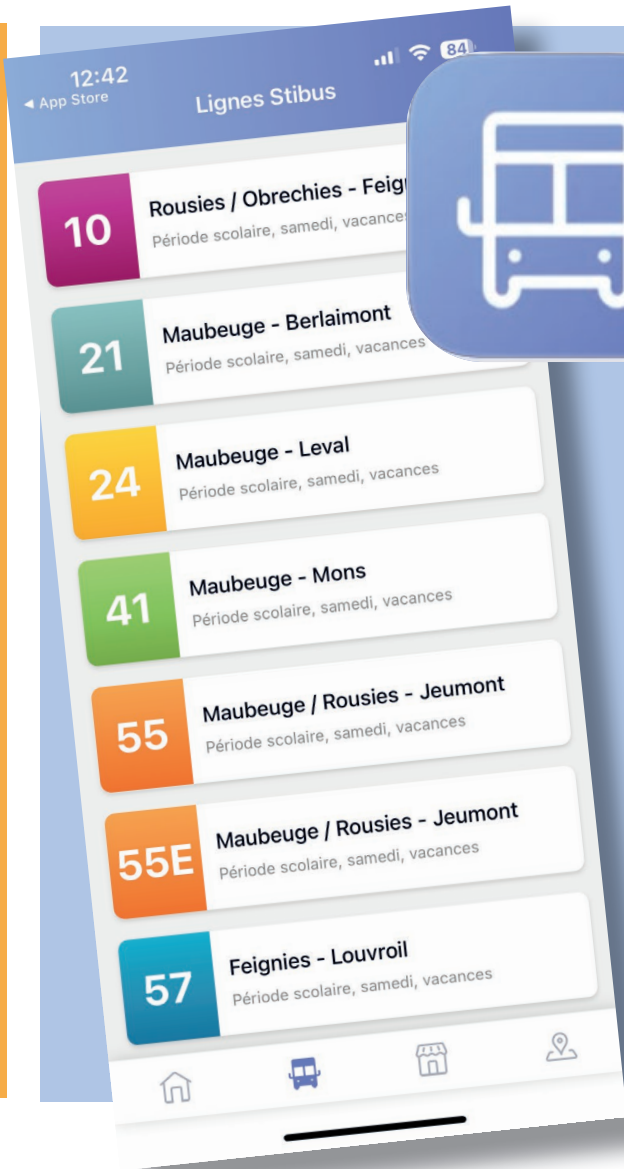 12:42
84
◀ App Store
Lignes Stibus
10
Rousies / Obrechies -
Période scolaire, samedi,
21
Maubeuge - Berlaimont
Période scolaire, samedi, vacances
24
Maubeuge - Leval
Période scolaire, samedi, vacances
41
Maubeuge - Mons
Période scolaire, samedi, vacances
55
Maubeuge / Rousies - Jeumont
Période scolaire, samedi, vacances
55E
Maubeuge / Rousies - Jeumont
Période scolaire, samedi, vacances
57
Feignies - Louvroil
Période scolaire, samedi, vacances